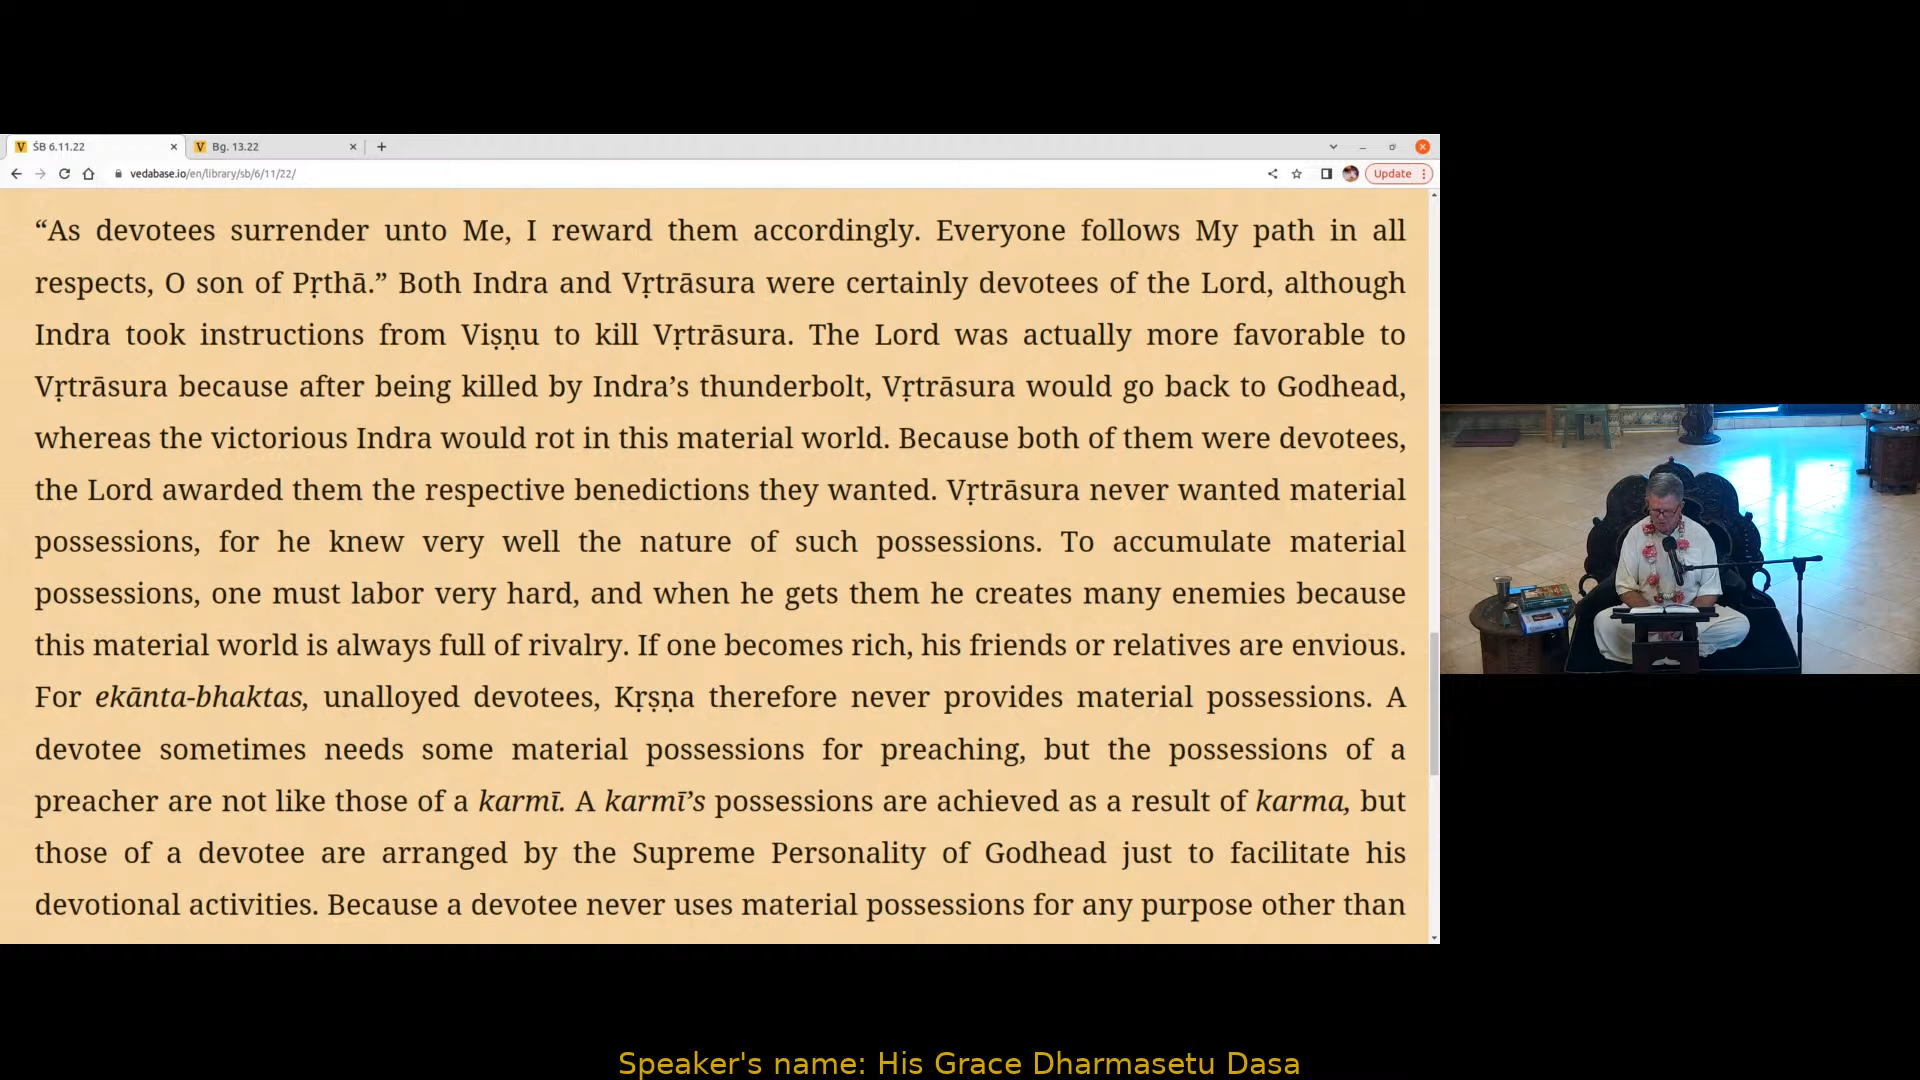 ŚB 6.11.22
Bg. 13.22
vedabase.io/en/library/sb/6/11/22/
Update
“As devotees surrender unto Me, I reward them accordingly. Everyone follows My path in all
respects, O son of Pṛthā.” Both Indra and Vṛtrāsura were certainly devotees of the Lord, although
Indra took instructions from Viṣṇu to kill Vṛtrāsura. The Lord was actually more favorable to
Vṛtrāsura because after being killed by Indra’s thunderbolt, Vṛtrāsura would go back to Godhead,
whereas the victorious Indra would rot in this material world. Because both of them were devotees,
the Lord awarded them the respective benedictions they wanted. Vṛtrāsura never wanted material
possessions, for he knew very well the nature of such possessions. To accumulate material
possessions, one must labor very hard, and when he gets them he creates many enemies because
this material world is always full of rivalry. If one becomes rich, his friends or relatives are envious.
For ekānta-bhaktas, unalloyed devotees, Kṛṣṇa therefore never provides material possessions. A
devotee sometimes needs some material possessions for preaching, but the possessions of a
preacher are not like those of a karmī. A karmī’s possessions are achieved as a result of karma, but
those of a devotee are arranged by the Supreme Personality of Godhead just to facilitate his
devotional activities. Because a devotee never uses material possessions for any purpose other than
Speaker's name: His Grace Dharmasetu Dasa